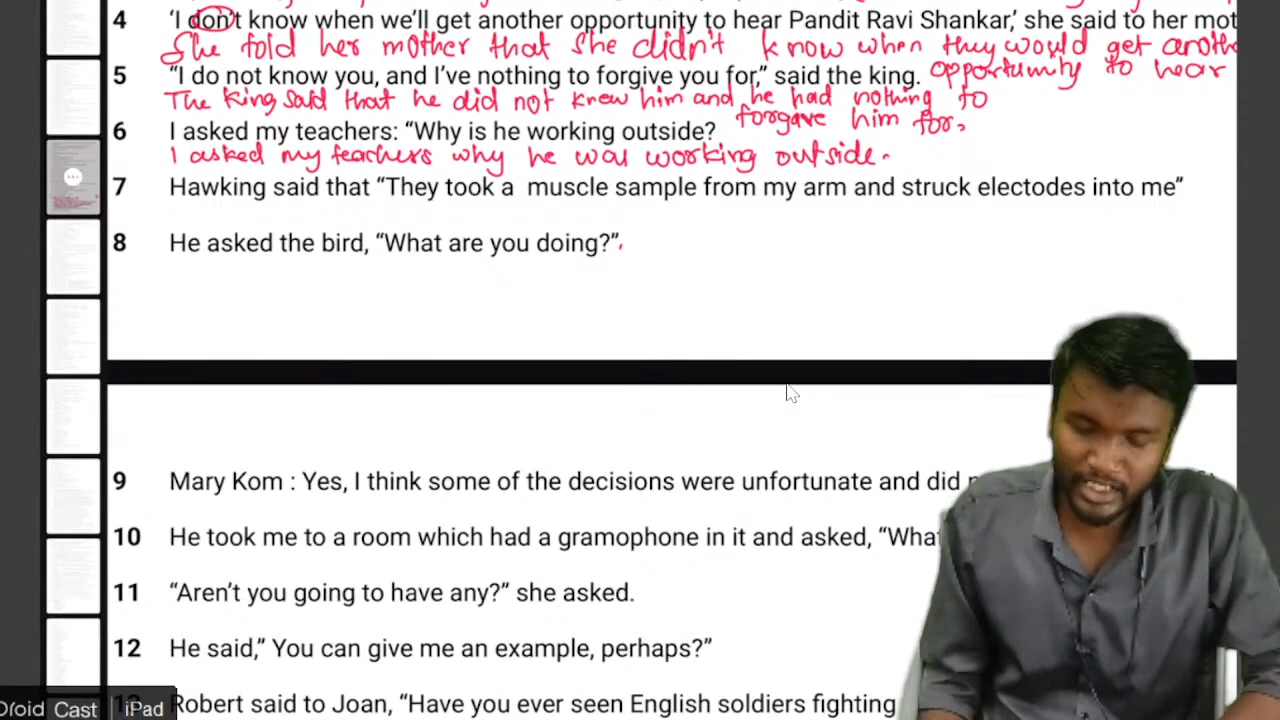 4 'I don't know when we'll get another opportunity to hear Pandit Ravi Shankar,' she said to her mot
She told her mother that she didn't know when they would get anothe
opportunity to hear
5 "I do not know you, and I've nothing to forgive you for," said the king.
The king said that he did not knew him and he had nothing to
forgave him for.
6 I asked my teachers: "Why is he working outside?
I asked my teachers why he was working outside.
7 Hawking said that "They took a muscle sample from my arm and struck electodes into me"
8 He asked the bird, "What are you doing?".
9 Mary Kom : Yes, I think some of the decisions were unfortunate and did
10 He took me to a room which had a gramophone in it and asked, "What
11 "Aren't you going to have any?" she asked.
12 He said," You can give me an example, perhaps?"
13 Robert said to Joan, "Have you ever seen English soldiers fighting
Droid Cast | iPad